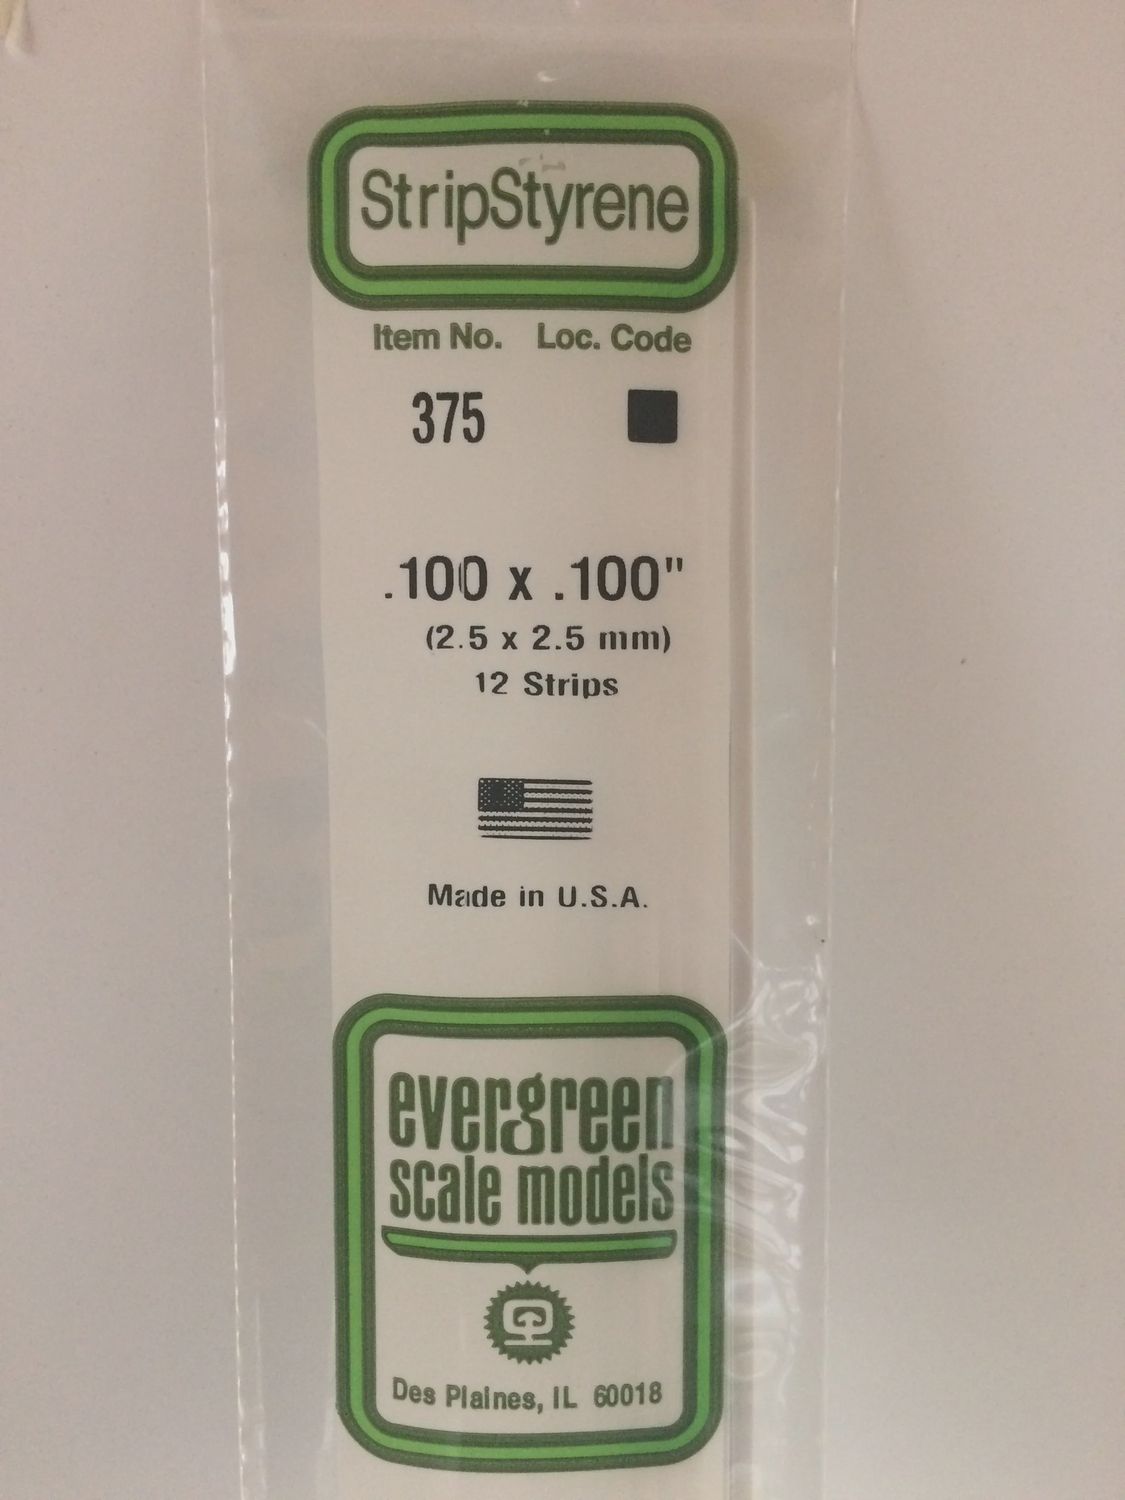 StripStyrene
Item No. Loc. Code
375
.100 x .100"
(2.5 x 2.5 mm)
12 Strips
Made in U.S.A.
evergreen
scale models
Des Plaines, IL 60018